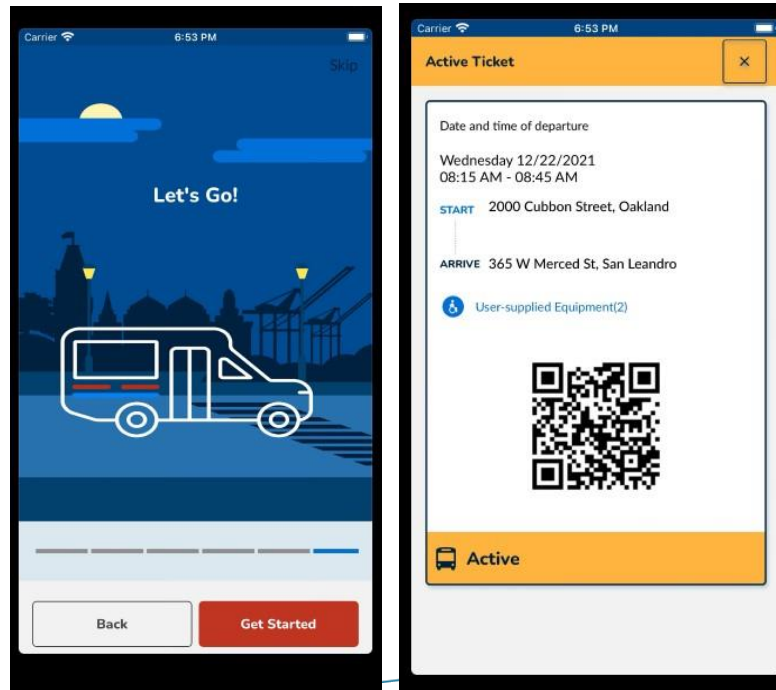 Carrier 6:53 PM
Skip
Let's Go!
Back
Get Started
Carrier 6:53 PM
Active Ticket
Date and time of departure
Wednesday 12/22/2021
08:15 AM - 08:45 AM
START 2000 Cubbon Street, Oakland
ARRIVE 365 W Merced St, San Leandro
User-supplied Equipment(2)
Active